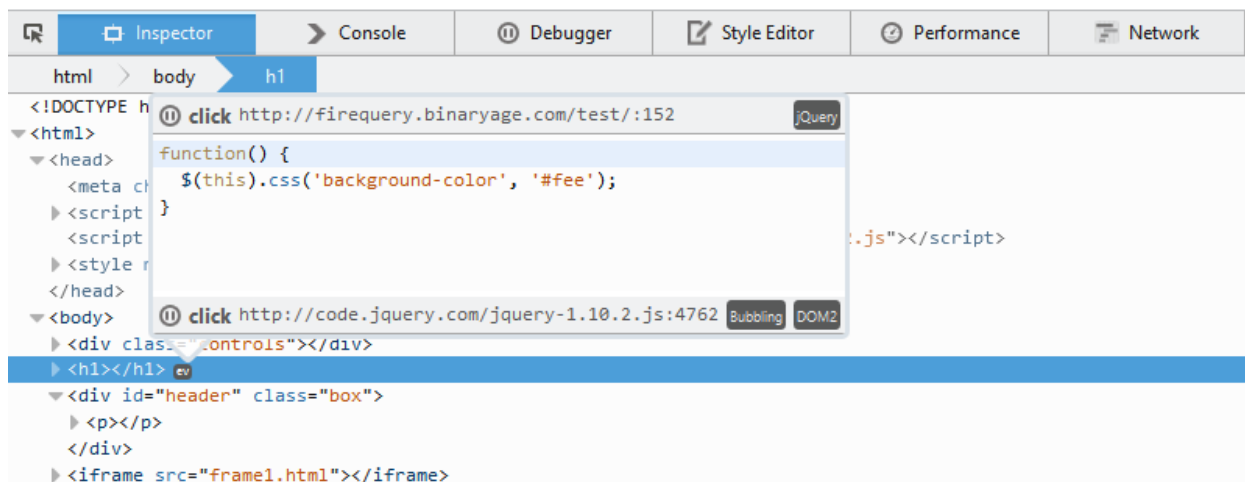 Inspector Console Debugger Style Editor Performance Network
html body h1
<!DOCTYPE h
click http://firequery.binaryage.com/test/:152 jQuery
<html>
function() {
<head>
$(this).css('background-color', '#fee');
<meta ch
}
<script
<script .js"></script>
<style
</head>
click http://code.jquery.com/jquery-1.10.2.js:4762 Bubbling DOM2
<body>
<div class="controls"></div>
<h1></h1> ev
<div id="header" class="box">
<p></p>
</div>
<iframe src="frame1.html"></iframe>